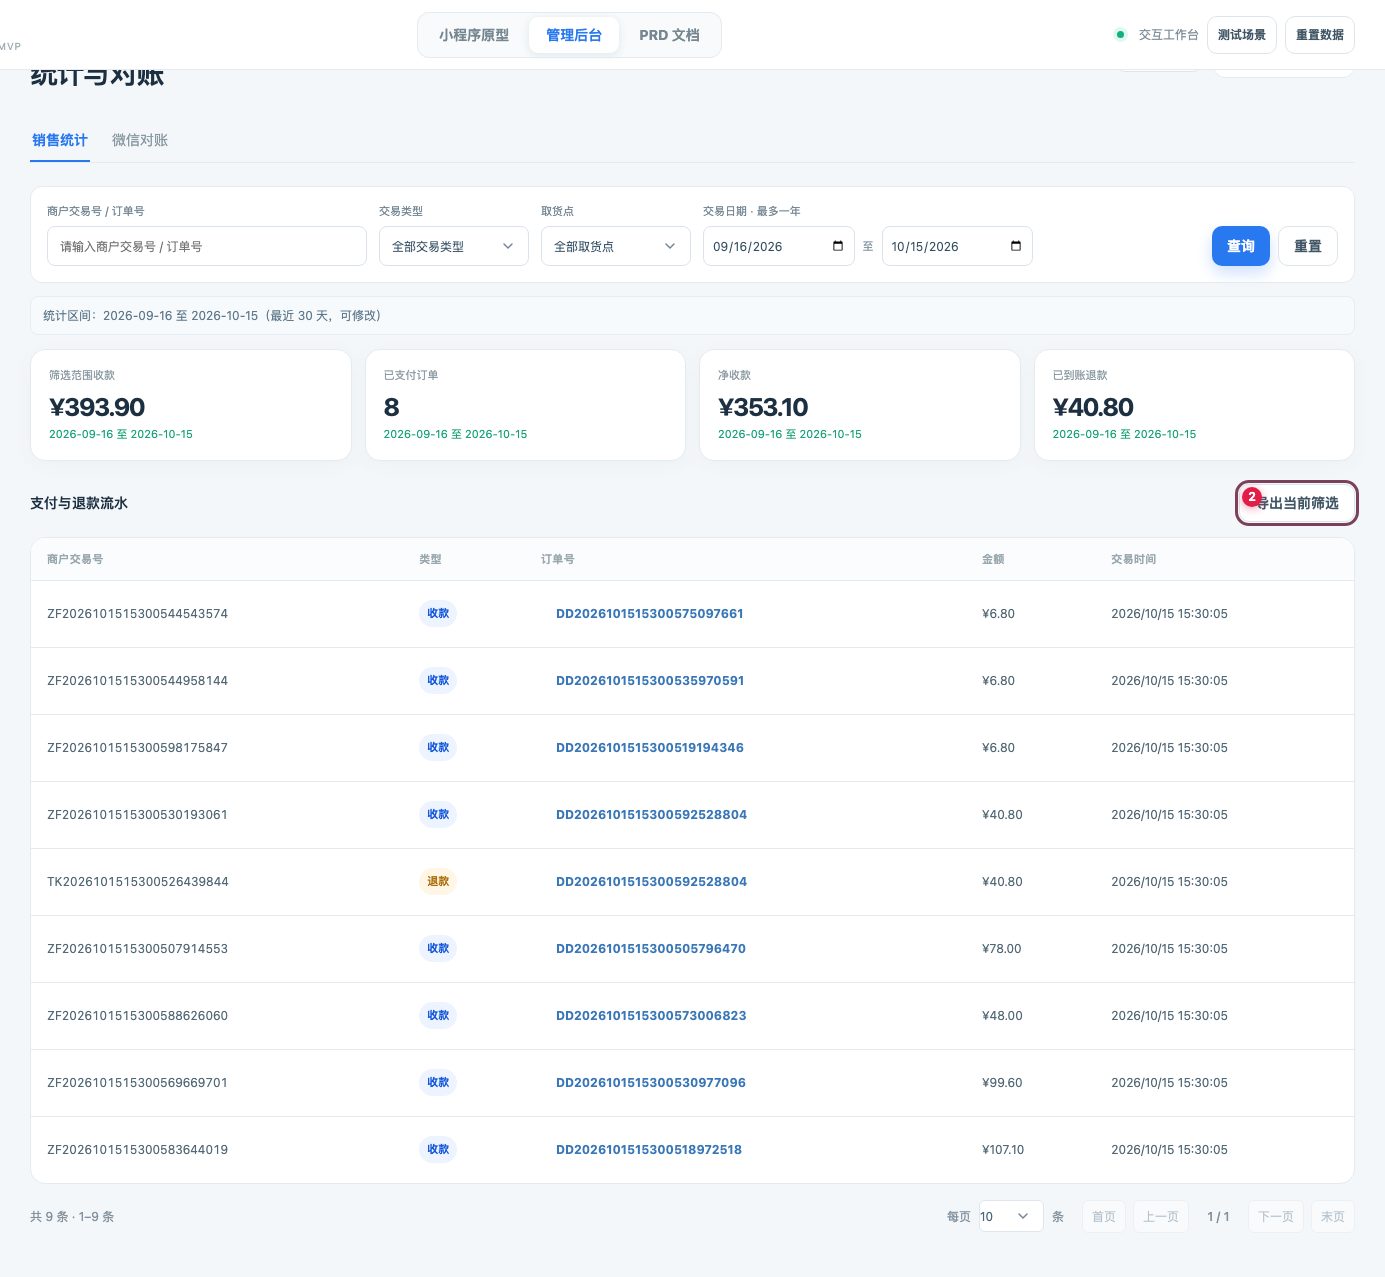 MVP
小程序原型 管理后台 PRD 文档
交互工作台 测试场景 重置数据
统计与对账
销售统计 微信对账
商户交易号 / 订单号 交易类型 取货点 交易日期 · 最多一年
请输入商户交易号 / 订单号 全部交易类型 全部取货点 09/16/2026 至 10/15/2026 查询 重置
统计区间：2026-09-16 至 2026-10-15（最近 30 天，可修改）
筛选范围收款 已支付订单 净收款 已到账退款
¥393.90 8 ¥353.10 ¥40.80
2026-09-16 至 2026-10-15 2026-09-16 至 2026-10-15 2026-09-16 至 2026-10-15 2026-09-16 至 2026-10-15
支付与退款流水 2 导出当前筛选
商户交易号 类型 订单号 金额 交易时间
ZF2026101515300544543574 收款 DD2026101515300575097661 ¥6.80 2026/10/15 15:30:05
ZF2026101515300544958144 收款 DD2026101515300535970591 ¥6.80 2026/10/15 15:30:05
ZF2026101515300598175847 收款 DD2026101515300519194346 ¥6.80 2026/10/15 15:30:05
ZF2026101515300530193061 收款 DD2026101515300592528804 ¥40.80 2026/10/15 15:30:05
TK2026101515300526439844 退款 DD2026101515300592528804 ¥40.80 2026/10/15 15:30:05
ZF2026101515300507914553 收款 DD2026101515300505796470 ¥78.00 2026/10/15 15:30:05
ZF2026101515300588626060 收款 DD2026101515300573006823 ¥48.00 2026/10/15 15:30:05
ZF2026101515300569669701 收款 DD2026101515300530977096 ¥99.60 2026/10/15 15:30:05
ZF2026101515300583644019 收款 DD2026101515300518972518 ¥107.10 2026/10/15 15:30:05
共 9 条 · 1–9 条 每页 10 条 首页 上一页 1 / 1 下一页 末页